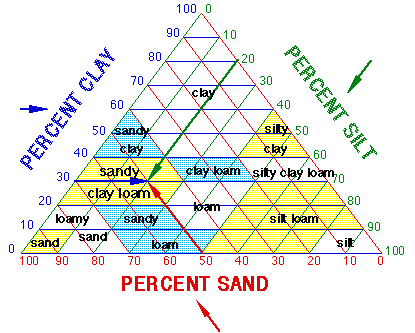 100 0
90 10
80 20
70 30
60 40
50 50
40 60
30 70
20 80
10 90
0 100
100 90 80 70 60 50 40 30 20 10 0
PERCENT CLAY
PERCENT SILT
PERCENT SAND
clay
sandy
clay
silty
clay
sandy
clay loam
clay loam
silty clay loam
loamy
sand
sandy
loam
loam
silt loam
sand
silt